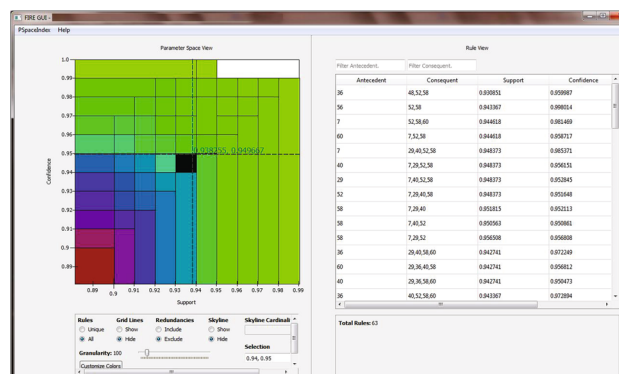 FIRE GUI -
PSpaceIndex Help
Parameter Space View
1.0
0.99
0.98
0.97
0.96
0.95
0.94
0.93
0.92
0.91
0.9
0.89
Confidence
0.938255, 0.949667
0.89 0.9 0.91 0.92 0.93 0.94 0.95 0.96 0.97 0.98 0.99
Support
Rules Grid Lines Redundancies Skyline Skyline Cardinali
Unique Show Include Show
All Hide Exclude Hide
Selection
Granularity: 100
0.94, 0.95
Customize Colors
Rule View
Filter Antecedent. Filter Consequent.
Antecedent Consequent Support Confidence
36 48,52,58 0.930851 0.959987
56 52,58 0.943367 0.998014
7 52,58,60 0.944618 0.981469
60 7,52,58 0.944618 0.958717
7 29,40,52,58 0.948373 0.985371
40 7,29,52,58 0.948373 0.956151
29 7,40,52,58 0.948373 0.952845
52 7,29,40,58 0.948373 0.951648
58 7,29,40 0.951815 0.952113
58 7,40,52 0.950563 0.950861
58 7,29,52 0.956508 0.956808
36 29,40,58,60 0.942741 0.972249
60 29,36,40,58 0.942741 0.956812
40 29,36,58,60 0.942741 0.950473
36 40,52,58,60 0.943367 0.972894
Total Rules: 63